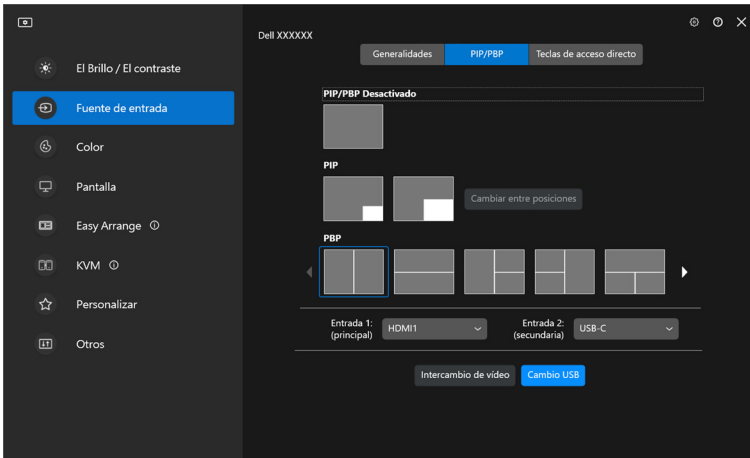 Dell XXXXXX
Generalidades
PIP/PBP
Teclas de acceso directo
El Brillo / El contraste
Fuente de entrada
Color
Pantalla
Easy Arrange
KVM
Personalizar
Otros
PIP/PBP Desactivado
PIP
Cambiar entre posiciones
PBP
Entrada 1:
(principal)
HDMI1
Entrada 2:
(secundaria)
USB-C
Intercambio de vídeo
Cambio USB